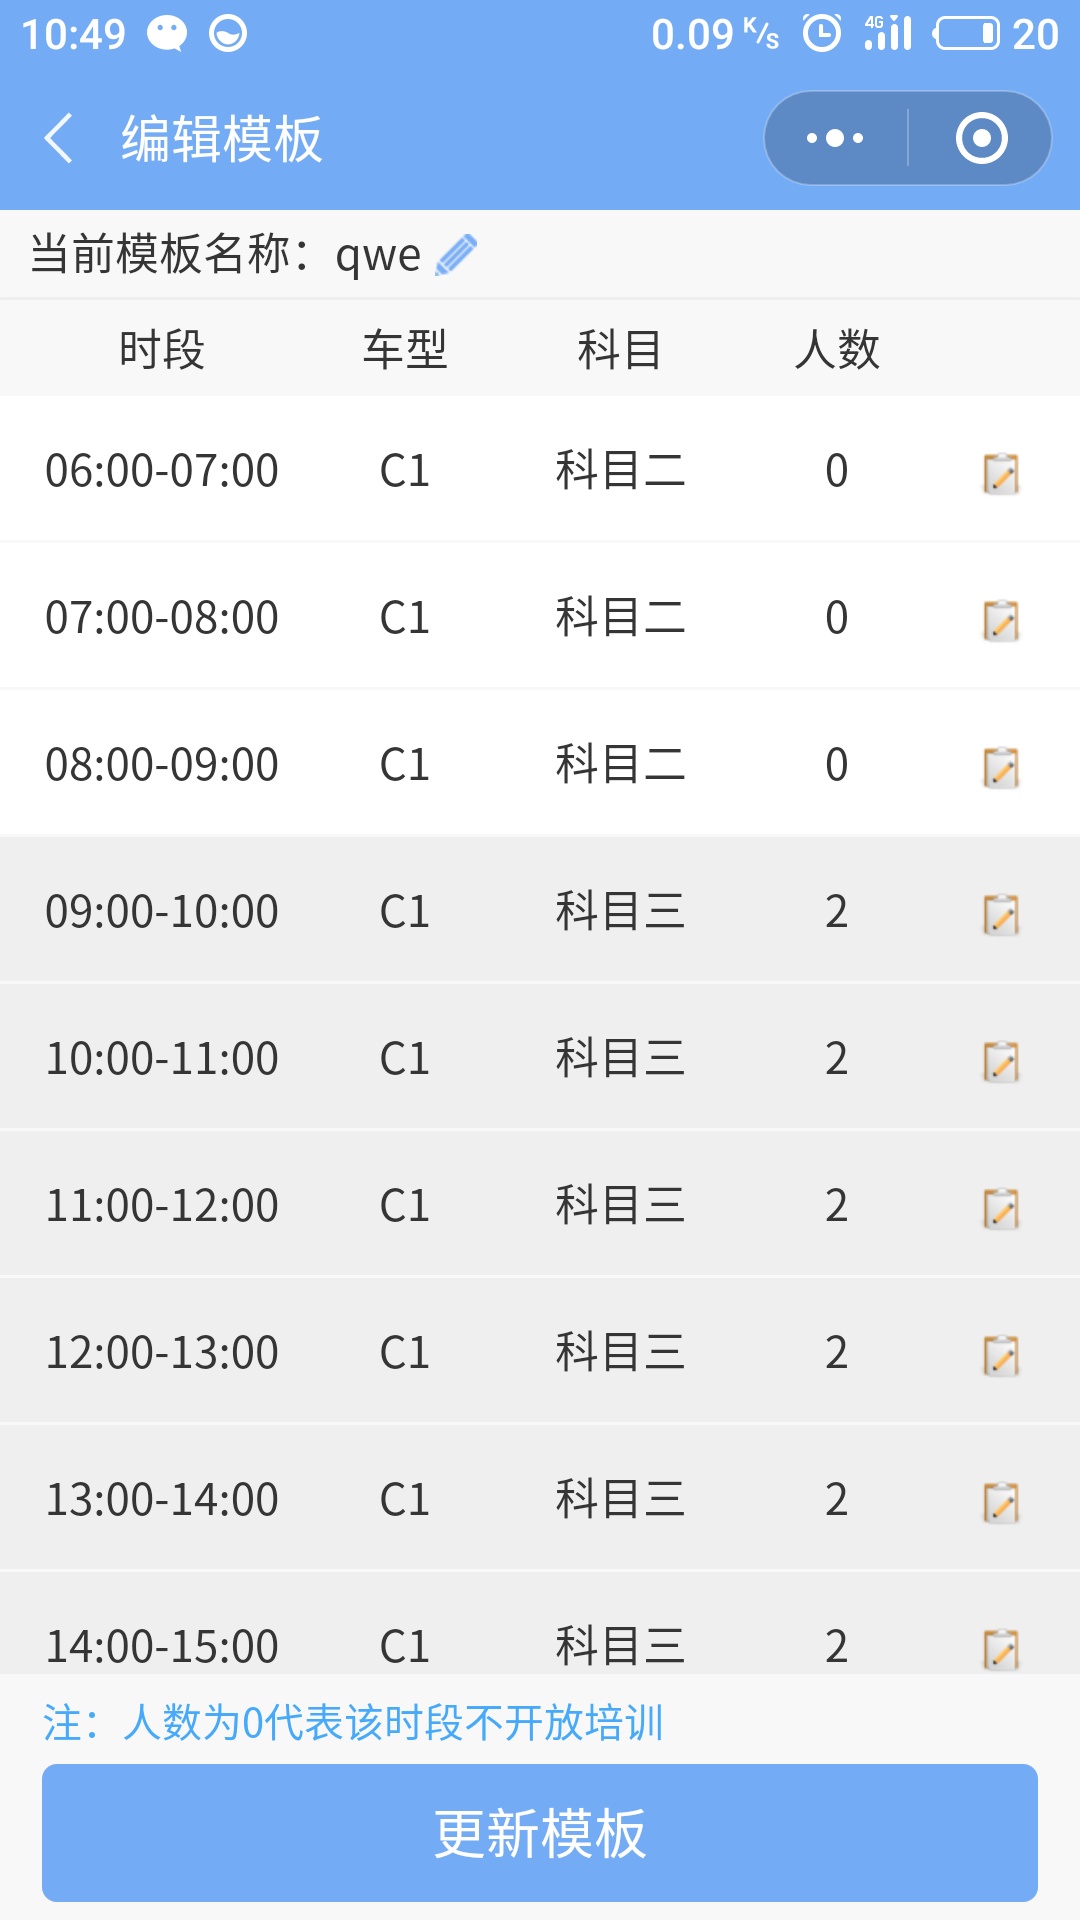 10:49 0.09 K/s 4G 20
编辑模板
当前模板名称：qwe
时段 车型 科目 人数
06:00-07:00 C1 科目二 0
07:00-08:00 C1 科目二 0
08:00-09:00 C1 科目二 0
09:00-10:00 C1 科目三 2
10:00-11:00 C1 科目三 2
11:00-12:00 C1 科目三 2
12:00-13:00 C1 科目三 2
13:00-14:00 C1 科目三 2
14:00-15:00 C1 科目三 2
注：人数为0代表该时段不开放培训
更新模板